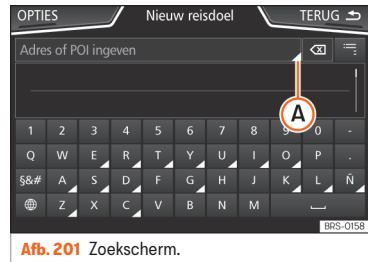 OPTIES Nieuw reisdoel TERUG
Adres of POI ingeven
A
1 2 3 4 5 6 7 8 9 0 -
Q W E R T Y U I O P .
§&# A S D F G H J K L Ñ
Z X C V B N M
BRS-0158
Afb. 201 Zoekscherm.